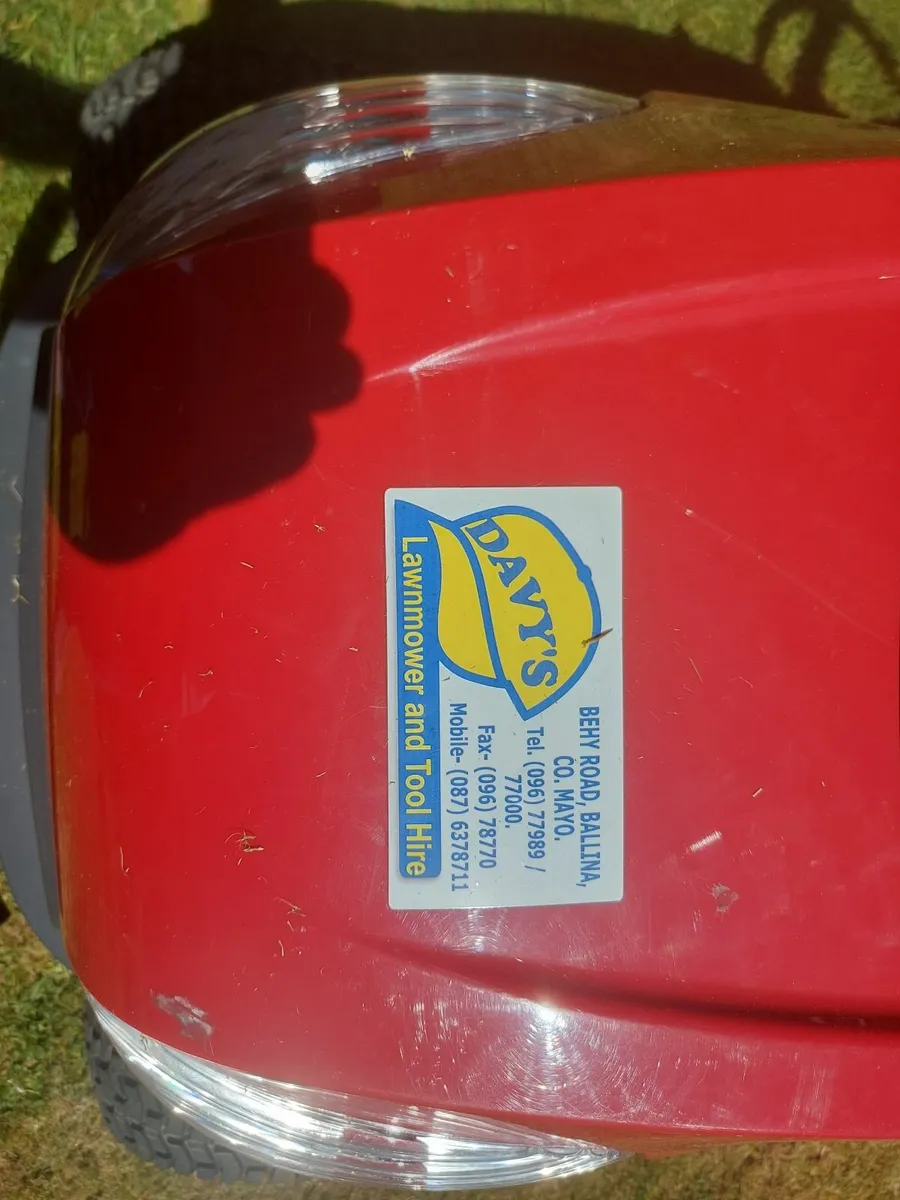 DAVY'S
BEHY ROAD, BALLINA,
CO. MAYO.
Tel. (096) 77989 /
77000.
Fax- (096) 78770
Mobile- (087) 6378711
Lawnmower and Tool Hire